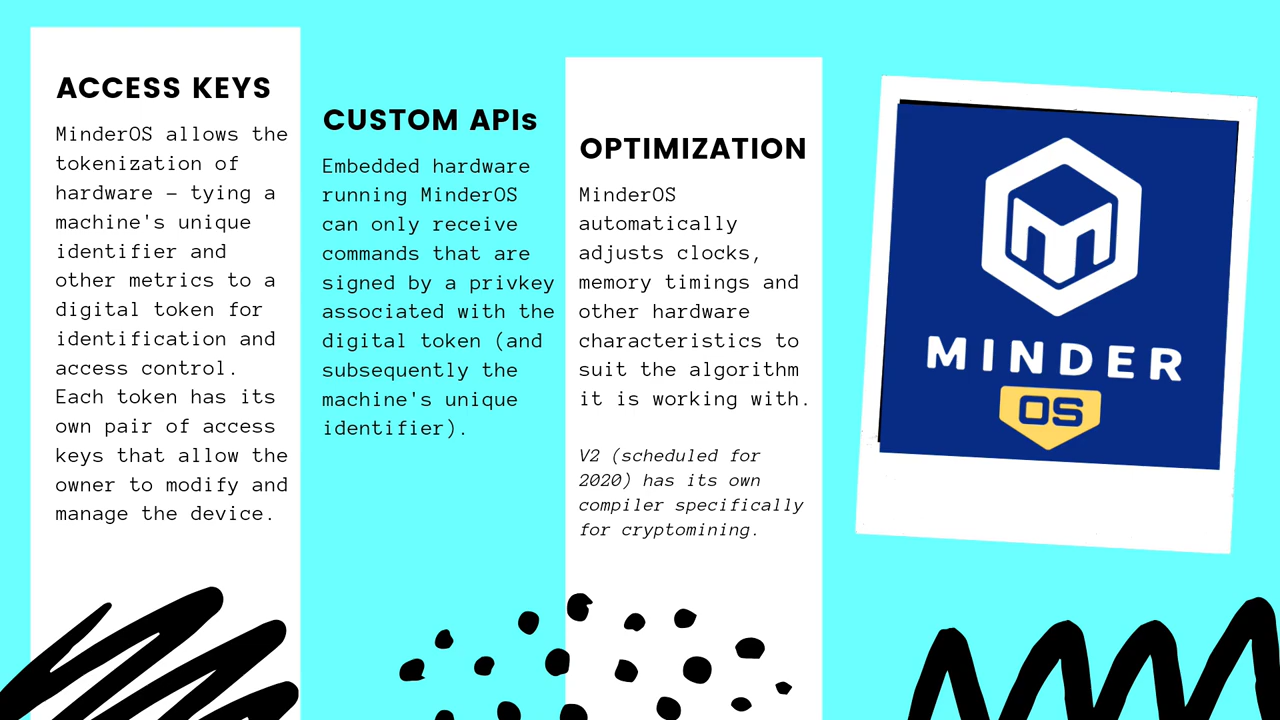 ACCESS KEYS
MinderOS allows the
tokenization of
hardware – tying a
machine's unique
identifier and
other metrics to a
digital token for
identification and
access control.
Each token has its
own pair of access
keys that allow the
owner to modify and
manage the device.
CUSTOM APIs
Embedded hardware
running MinderOS
can only receive
commands that are
signed by a privkey
associated with the
digital token (and
subsequently the
machine's unique
identifier).
OPTIMIZATION
MinderOS
automatically
adjusts clocks,
memory timings and
other hardware
characteristics to
suit the algorithm
it is working with.
V2 (scheduled for
2020) has its own
compiler specifically
for cryptomining.
MINDER
OS